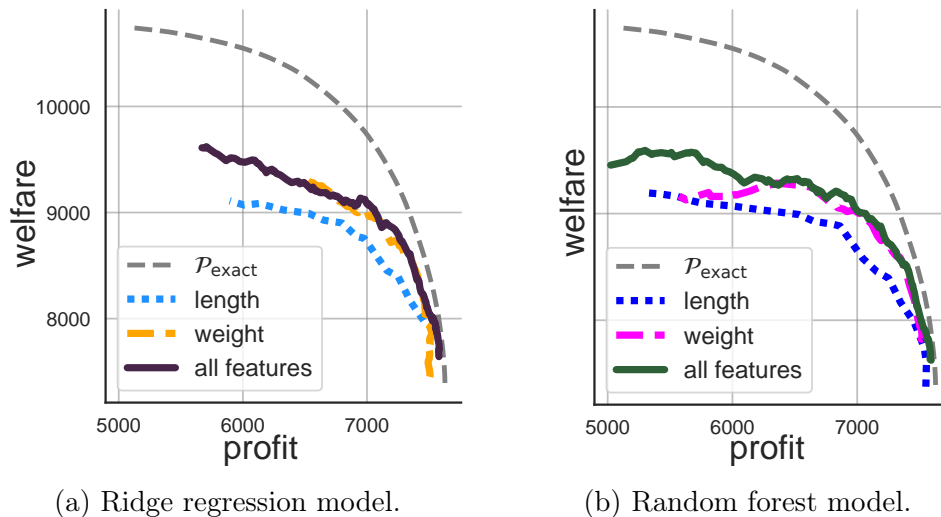 10000
9000
8000
welfare
P_exact
length
weight
all features
5000
6000
7000
profit
(a) Ridge regression model.
welfare
P_exact
length
weight
all features
5000
6000
7000
profit
(b) Random forest model.